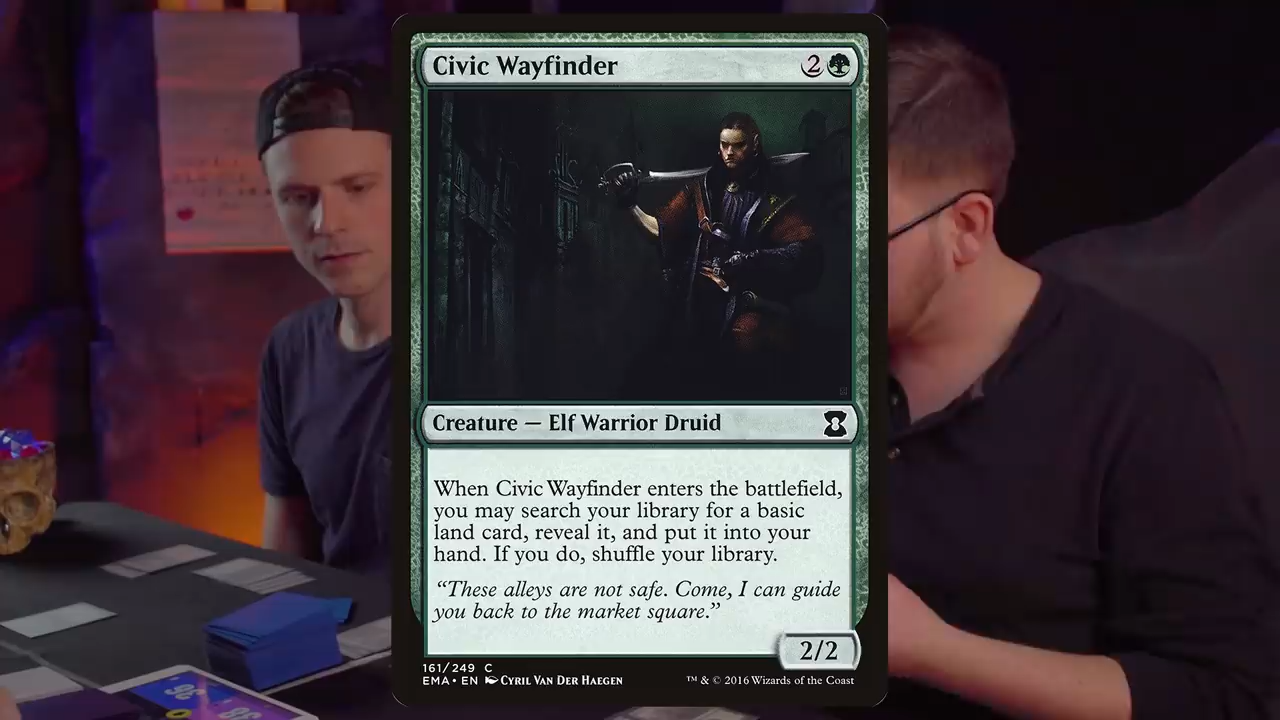 Civic Wayfinder 2
Creature — Elf Warrior Druid
8
When Civic Wayfinder enters the battlefield,
you may search your library for a basic
land card, reveal it, and put it into your
hand. If you do, shuffle your library.
“These alleys are not safe. Come, I can guide
you back to the market square.”
2/2
161/249 C
EMA • EN Cyril Van Der Haegen
™ & © 2016 Wizards of the Coast
36
38